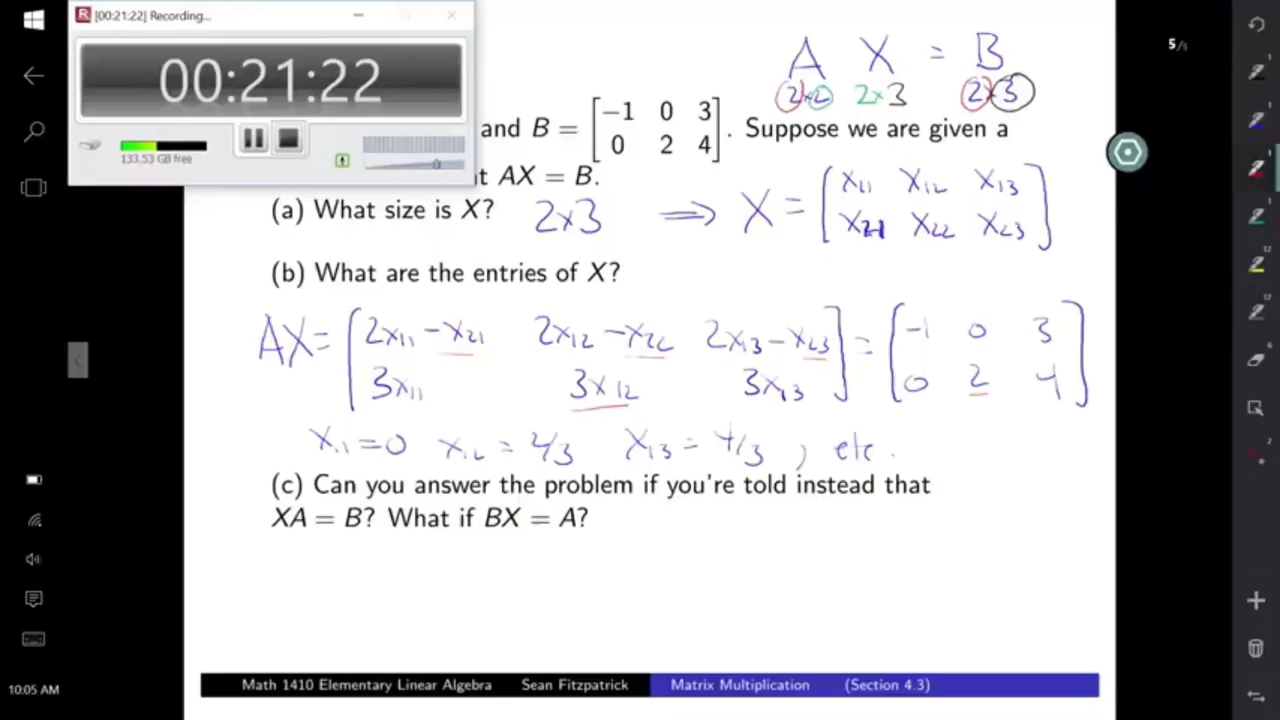 [00:21:22] Recording...
00:21:22
133.53 GB free
5/5
A X = B
2×2 2×3 2×3
and B = [−1 0 3
0 2 4] . Suppose we are given a
t AX = B.
(a) What size is X? 2×3 ⟹ X = [x₁₁ x₁₂ x₁₃
x₂₁ x₂₂ x₂₃]
(b) What are the entries of X?
AX = [2x₁₁ − x₂₁ 2x₁₂ − x₂₂ 2x₁₃ − x₂₃ = [−1 0 3
3x₁₁ 3x₁₂ 3x₁₃] 0 2 4]
x₁₁ = 0 x₁₂ = 2/3 x₁₃ = 4/3 , etc.
(c) Can you answer the problem if you're told instead that
XA = B? What if BX = A?
Math 1410 Elementary Linear Algebra Sean Fitzpatrick Matrix Multiplication (Section 4.3)
10:05 AM